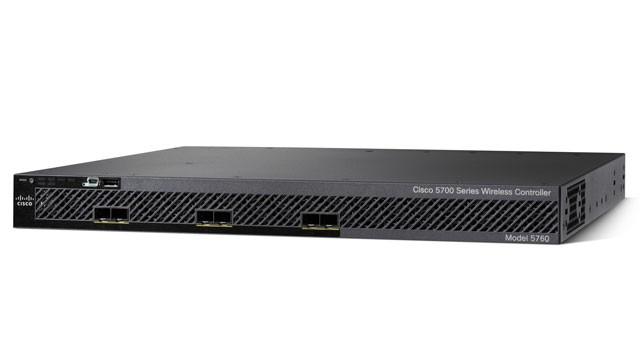 Cisco 5700 Series Wireless Controller
CISCO
Model 5760